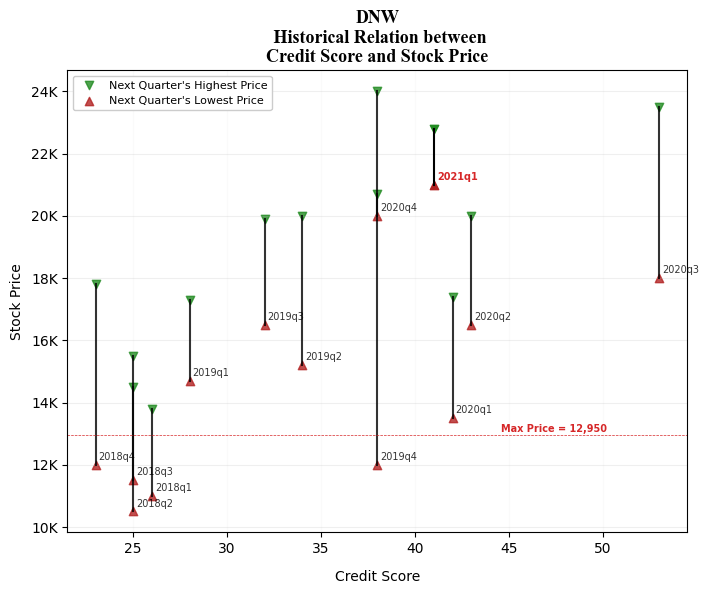 DNW
Historical Relation between
Credit Score and Stock Price
Next Quarter's Highest Price
Next Quarter's Lowest Price
24K
22K
20K
18K
16K
14K
12K
10K
Stock Price
2021q1
2020q4
2020q3
2019q3
2020q2
2019q2
2019q1
2020q1
Max Price = 12,950
2018q4
2019q4
2018q3
2018q1
2018q2
25
30
35
40
45
50
Credit Score